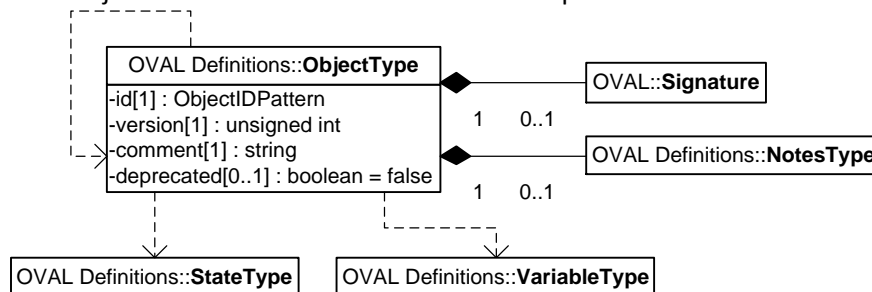 OVAL Definitions::ObjectType
-id[1] : ObjectIDPattern
-version[1] : unsigned int
-comment[1] : string
-deprecated[0..1] : boolean = false
OVAL::Signature
1 0..1
OVAL Definitions::NotesType
1 0..1
OVAL Definitions::StateType
OVAL Definitions::VariableType